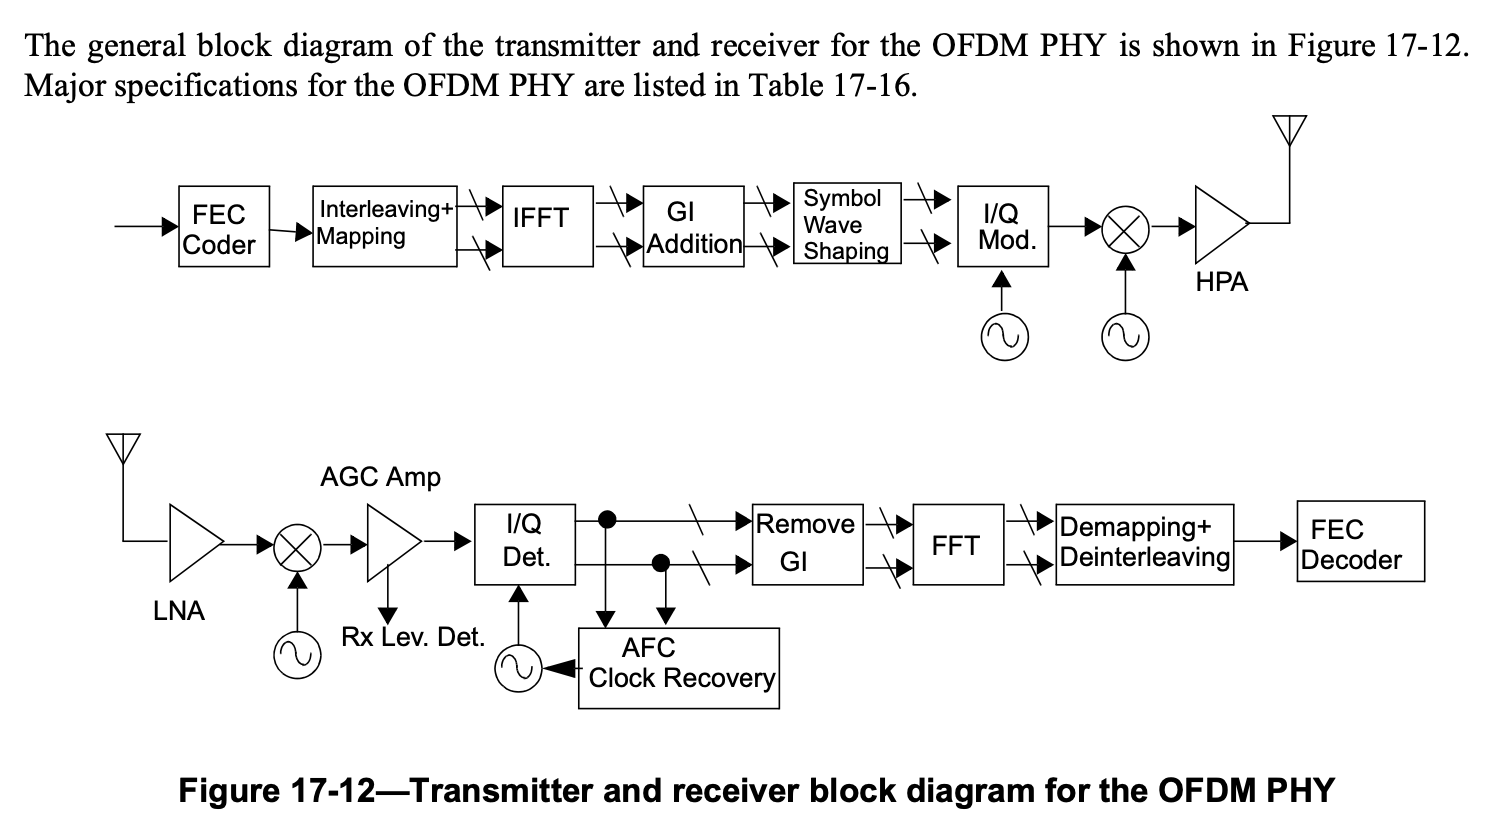 The general block diagram of the transmitter and receiver for the OFDM PHY is shown in Figure 17-12.
Major specifications for the OFDM PHY are listed in Table 17-16.
FEC
Coder
Interleaving+
Mapping
IFFT
GI
Addition
Symbol
Wave
Shaping
I/Q
Mod.
HPA
AGC Amp
LNA
Rx Lev. Det.
I/Q
Det.
AFC
Clock Recovery
Remove
GI
FFT
Demapping+
Deinterleaving
FEC
Decoder
Figure 17-12—Transmitter and receiver block diagram for the OFDM PHY